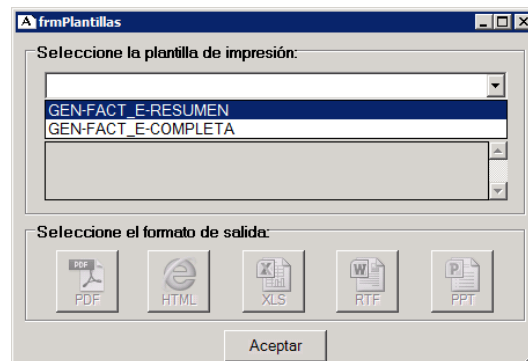 frmPlantillas
Seleccione la plantilla de impresión:
GEN-FACT_E-RESUMEN
GEN-FACT_E-COMPLETA
Seleccione el formato de salida:
PDF
PDF HTML XLS RTF PPT
Aceptar